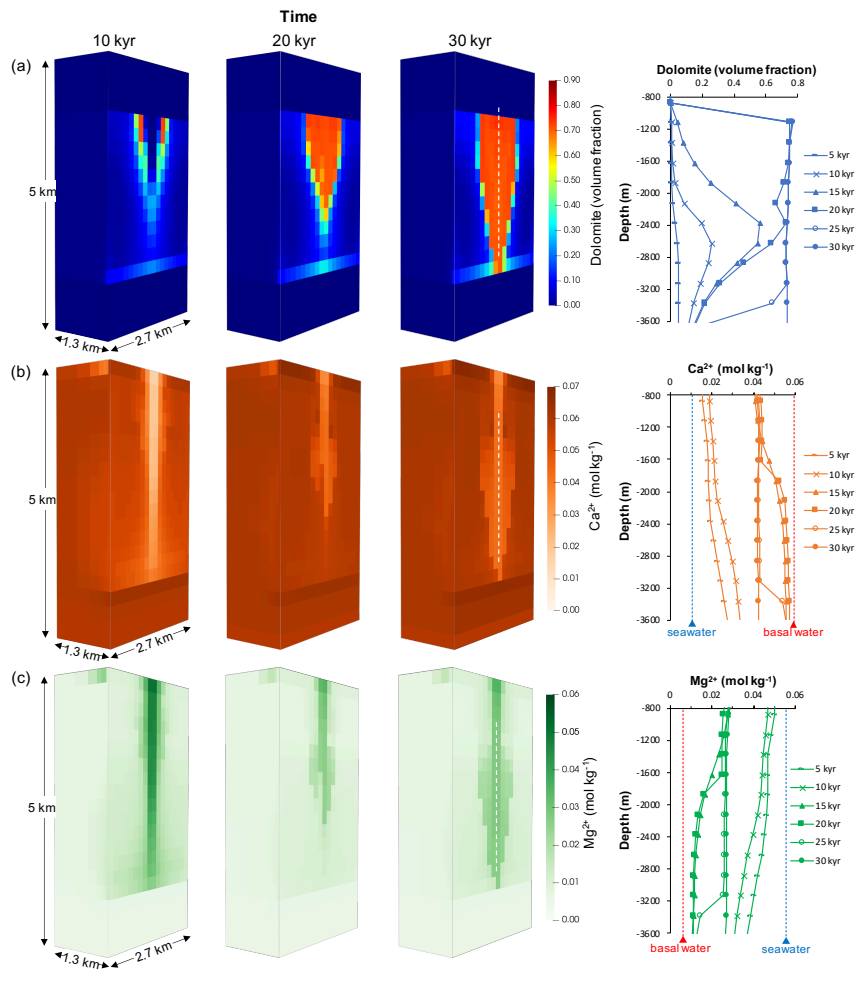 Time
10 kyr 20 kyr 30 kyr
(a)
5 km
1.3 km
2.7 km
0.90
0.80
0.70
0.60
0.50
0.40
0.30
0.20
0.10
0.00
Dolomite (volume fraction)
Dolomite (volume fraction)
0 0.2 0.4 0.6 0.8
-800
-1200
-1600
-2000
-2400
-2800
-3200
-3600
Depth (m)
5 kyr
10 kyr
15 kyr
20 kyr
25 kyr
30 kyr
(b)
5 km
1.3 km
2.7 km
0.07
0.06
0.05
0.04
0.03
0.02
0.01
0.00
Ca²⁺ (mol kg⁻¹)
Ca²⁺ (mol kg⁻¹)
0 0.02 0.04 0.06
-800
-1200
-1600
-2000
-2400
-2800
-3200
-3600
Depth (m)
5 kyr
10 kyr
15 kyr
20 kyr
25 kyr
30 kyr
seawater
basal water
(c)
5 km
1.3 km
2.7 km
0.06
0.05
0.04
0.03
0.02
0.01
0.00
Mg²⁺ (mol kg⁻¹)
Mg²⁺ (mol kg⁻¹)
0 0.02 0.04 0.06
-800
-1200
-1600
-2000
-2400
-2800
-3200
-3600
Depth (m)
5 kyr
10 kyr
15 kyr
20 kyr
25 kyr
30 kyr
basal water
seawater